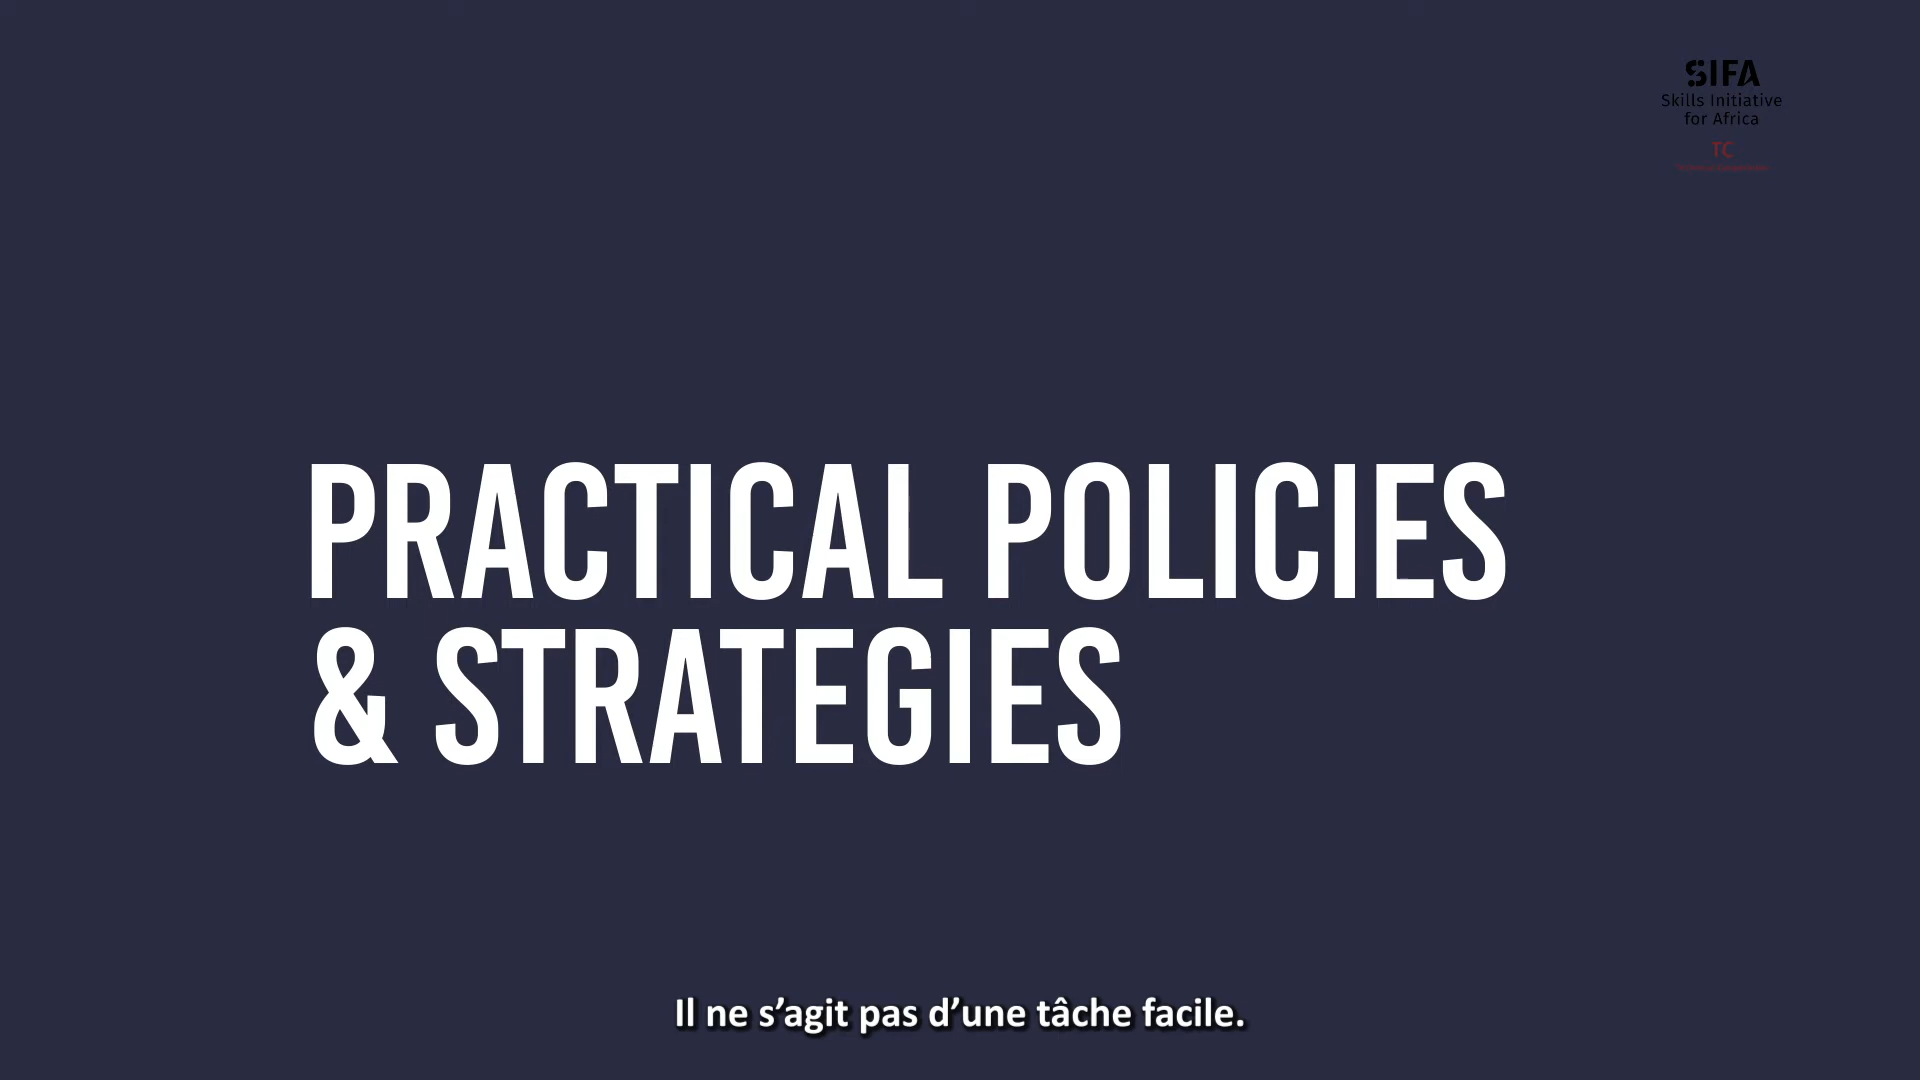 SIFA
Skills Initiative
for Africa
TC
PRACTICAL POLICIES
& STRATEGIES
Il ne s’agit pas d’une tâche facile.